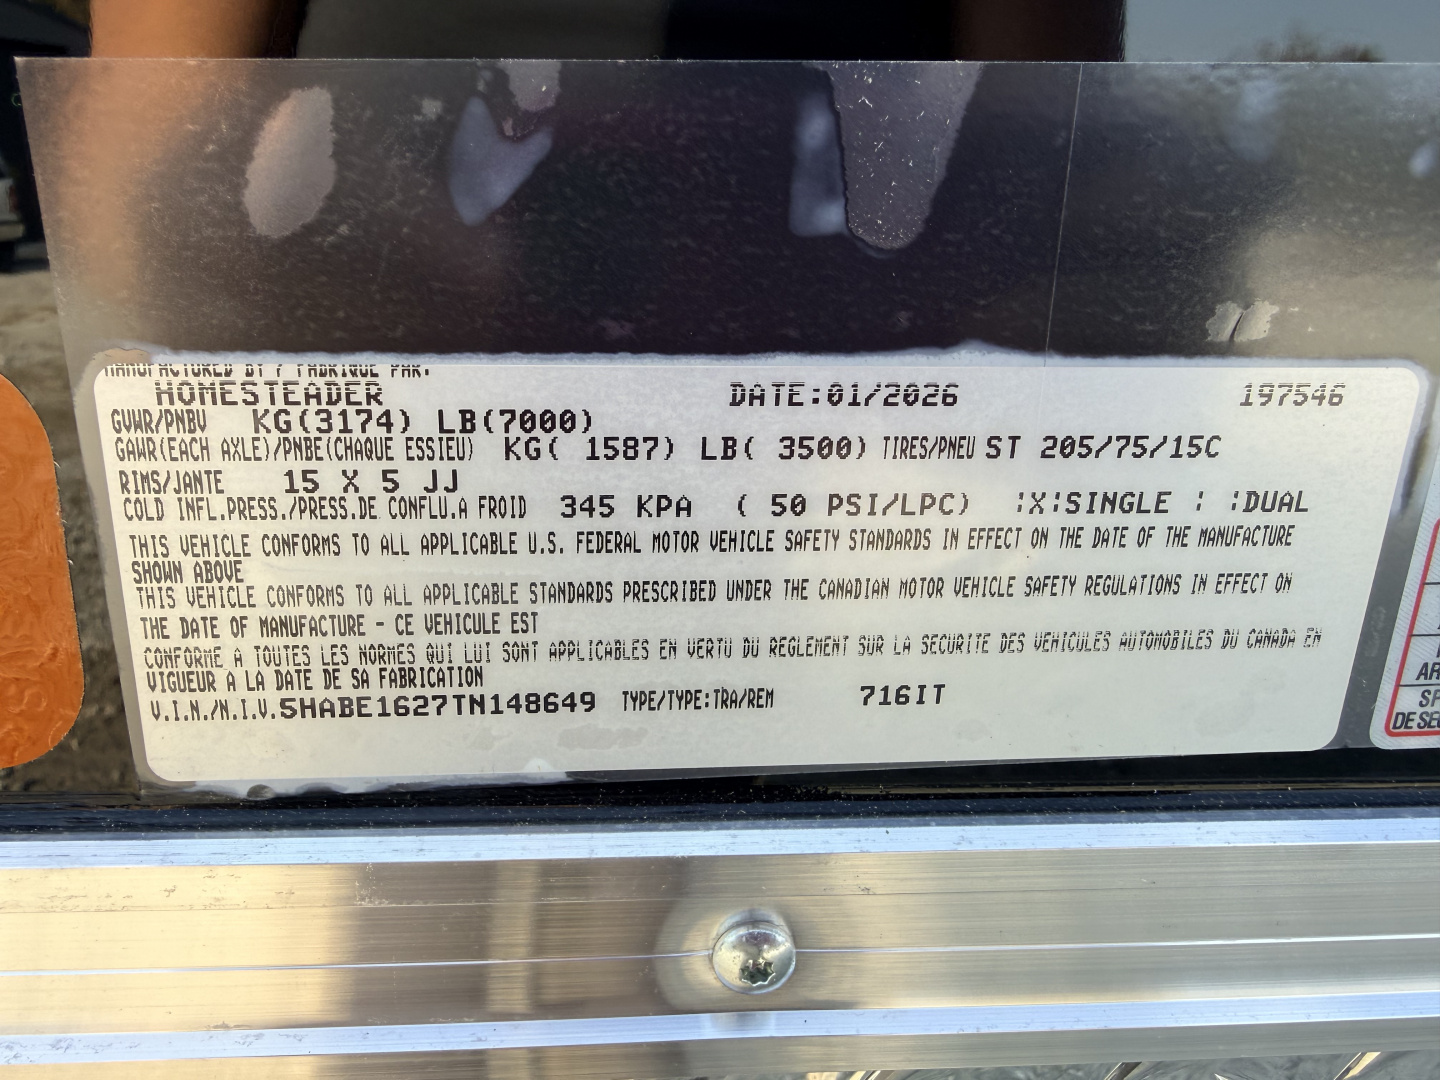 MANUFACTURED BY / FABRIQUE PAR.
HOMESTEADER DATE:01/2026 197546
GVWR/PNBV KG(3174) LB(7000)
GAWR(EACH AXLE)/PNBE(CHAQUE ESSIEU) KG( 1587) LB( 3500) TIRES/PNEU ST 205/75/15C
RIMS/JANTE 15 X 5 JJ
COLD INFL.PRESS./PRESS.DE CONFLU.A FROID 345 KPA ( 50 PSI/LPC) :X:SINGLE : :DUAL
THIS VEHICLE CONFORMS TO ALL APPLICABLE U.S. FEDERAL MOTOR VEHICLE SAFETY STANDARDS IN EFFECT ON THE DATE OF THE MANUFACTURE
SHOWN ABOVE
THIS VEHICLE CONFORMS TO ALL APPLICABLE STANDARDS PRESCRIBED UNDER THE CANADIAN MOTOR VEHICLE SAFETY REGULATIONS IN EFFECT ON
THE DATE OF MANUFACTURE - CE VEHICULE EST
CONFORME A TOUTES LES NORMES QUI LUI SONT APPLICABLES EN VERTU DU REGLEMENT SUR LA SECURITE DES VEHICULES AUTOMOBILES DU CANADA EN
VIGUEUR A LA DATE DE SA FABRICATION
V.I.N./N.I.V.5HABE1627TN148649 TYPE/TYPE:TRA/REM 716IT